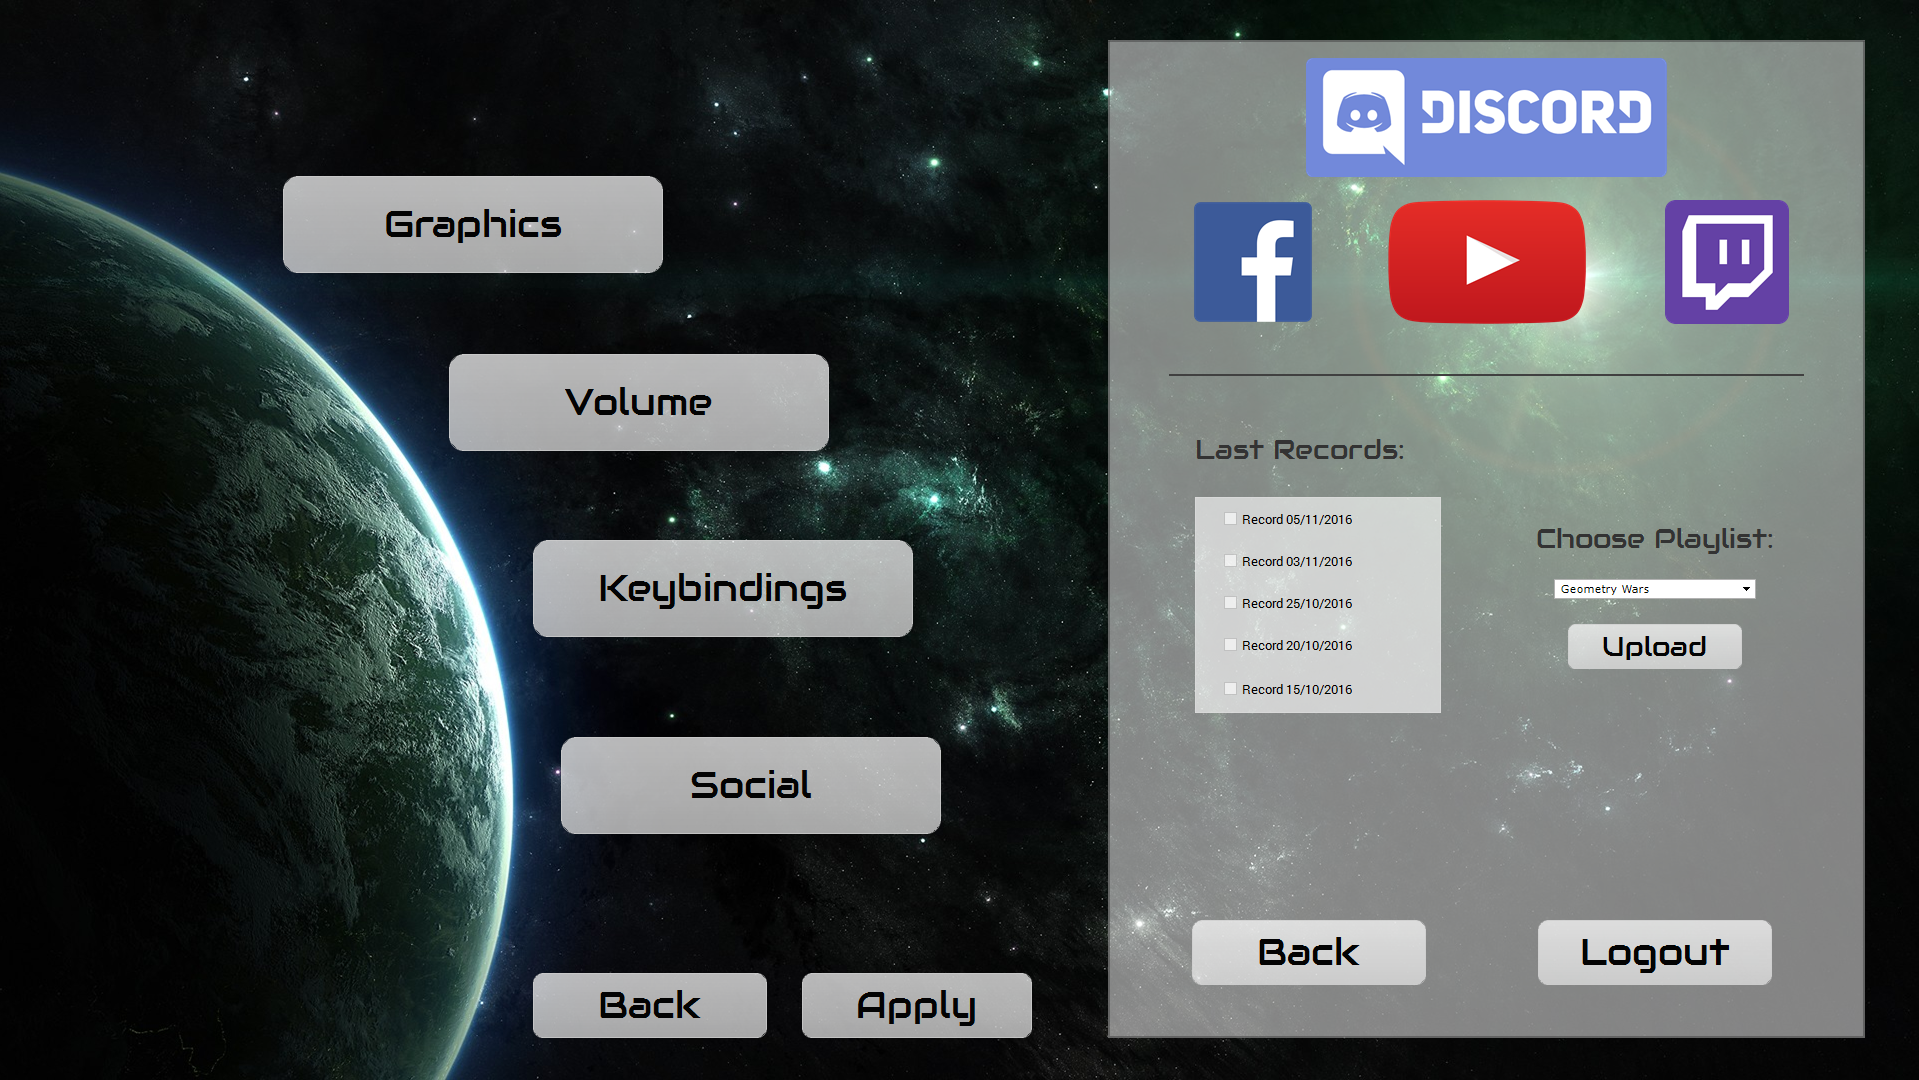 Graphics
Volume
Keybindings
Social
Back
Apply
DISCORD
Last Records:
Record 05/11/2016
Record 03/11/2016
Record 25/10/2016
Record 20/10/2016
Record 15/10/2016
Choose Playlist:
Geometry Wars
Upload
Back
Logout